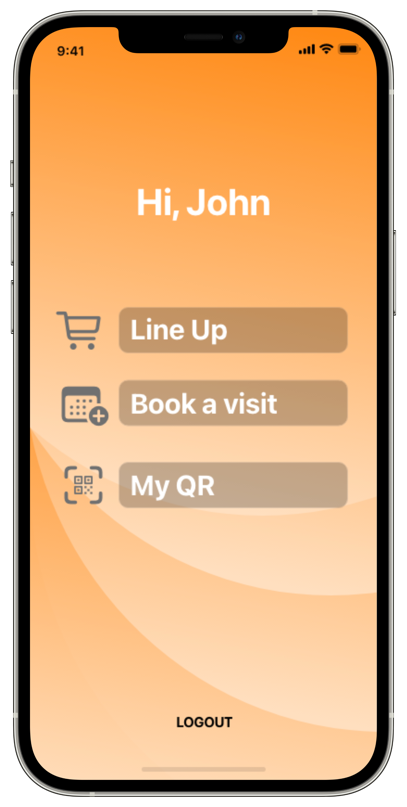 9:41
Hi, John
Line Up
Book a visit
My QR
LOGOUT